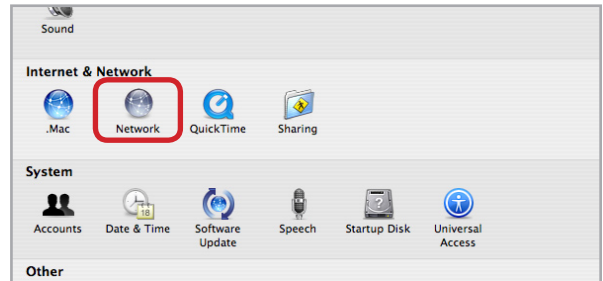 Sound
Internet & Network
.Mac Network QuickTime Sharing
System
18
Accounts Date & Time Software Update Speech Startup Disk Universal Access
Other